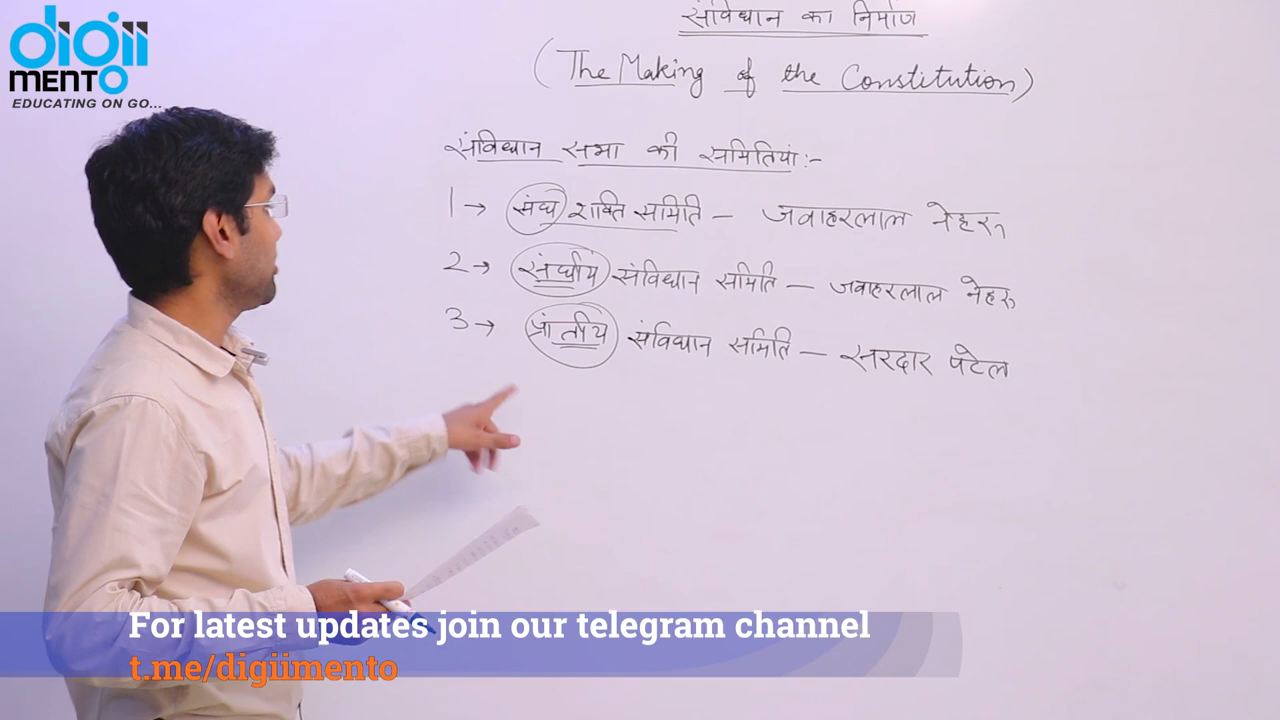 digii
MENTO
EDUCATING ON GO...
संविधान का निर्माण
(The Making of the Constitution)
संविधान सभा की समितियां:-
1→ संघ शक्ति समिति - जवाहरलाल नेहरु
2→ संघीय संविधान समिति - जवाहरलाल नेहरु
3→ प्रांतीय संविधान समिति - सरदार पटेल
For latest updates join our telegram channel
t.me/digiimento